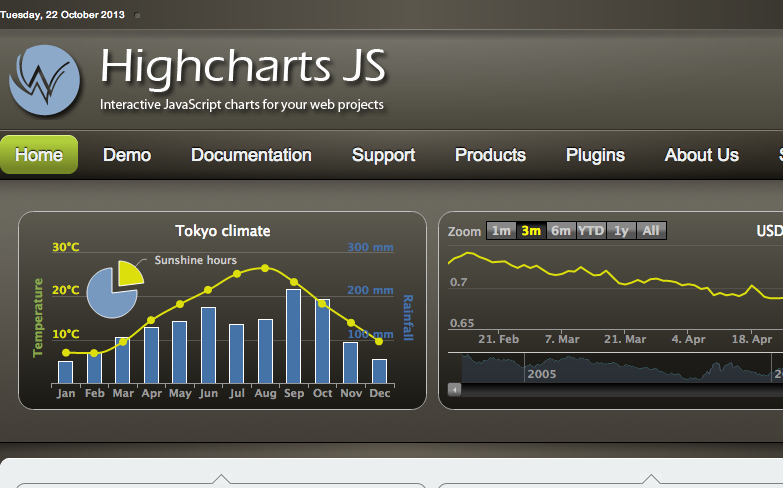 Tuesday, 22 October 2013
Highcharts JS
Interactive JavaScript charts for your web projects
Home Demo Documentation Support Products Plugins About Us S
Tokyo climate
30°C 300 mm
Sunshine hours
20°C 200 mm
10°C 100 mm
Temperature
Rainfall
Jan Feb Mar Apr May Jun Jul Aug Sep Oct Nov Dec
Zoom 1m 3m 6m YTD 1y All USD
0.7
0.65
21. Feb 7. Mar 21. Mar 4. Apr 18. Apr
2005 2